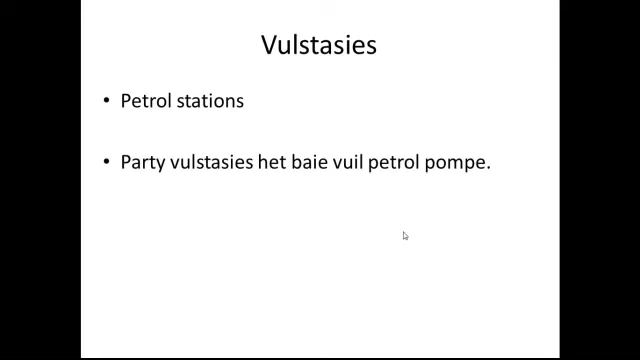 Vulstasies
• Petrol stations
• Party vulstasies het baie vuil petrol pompe.